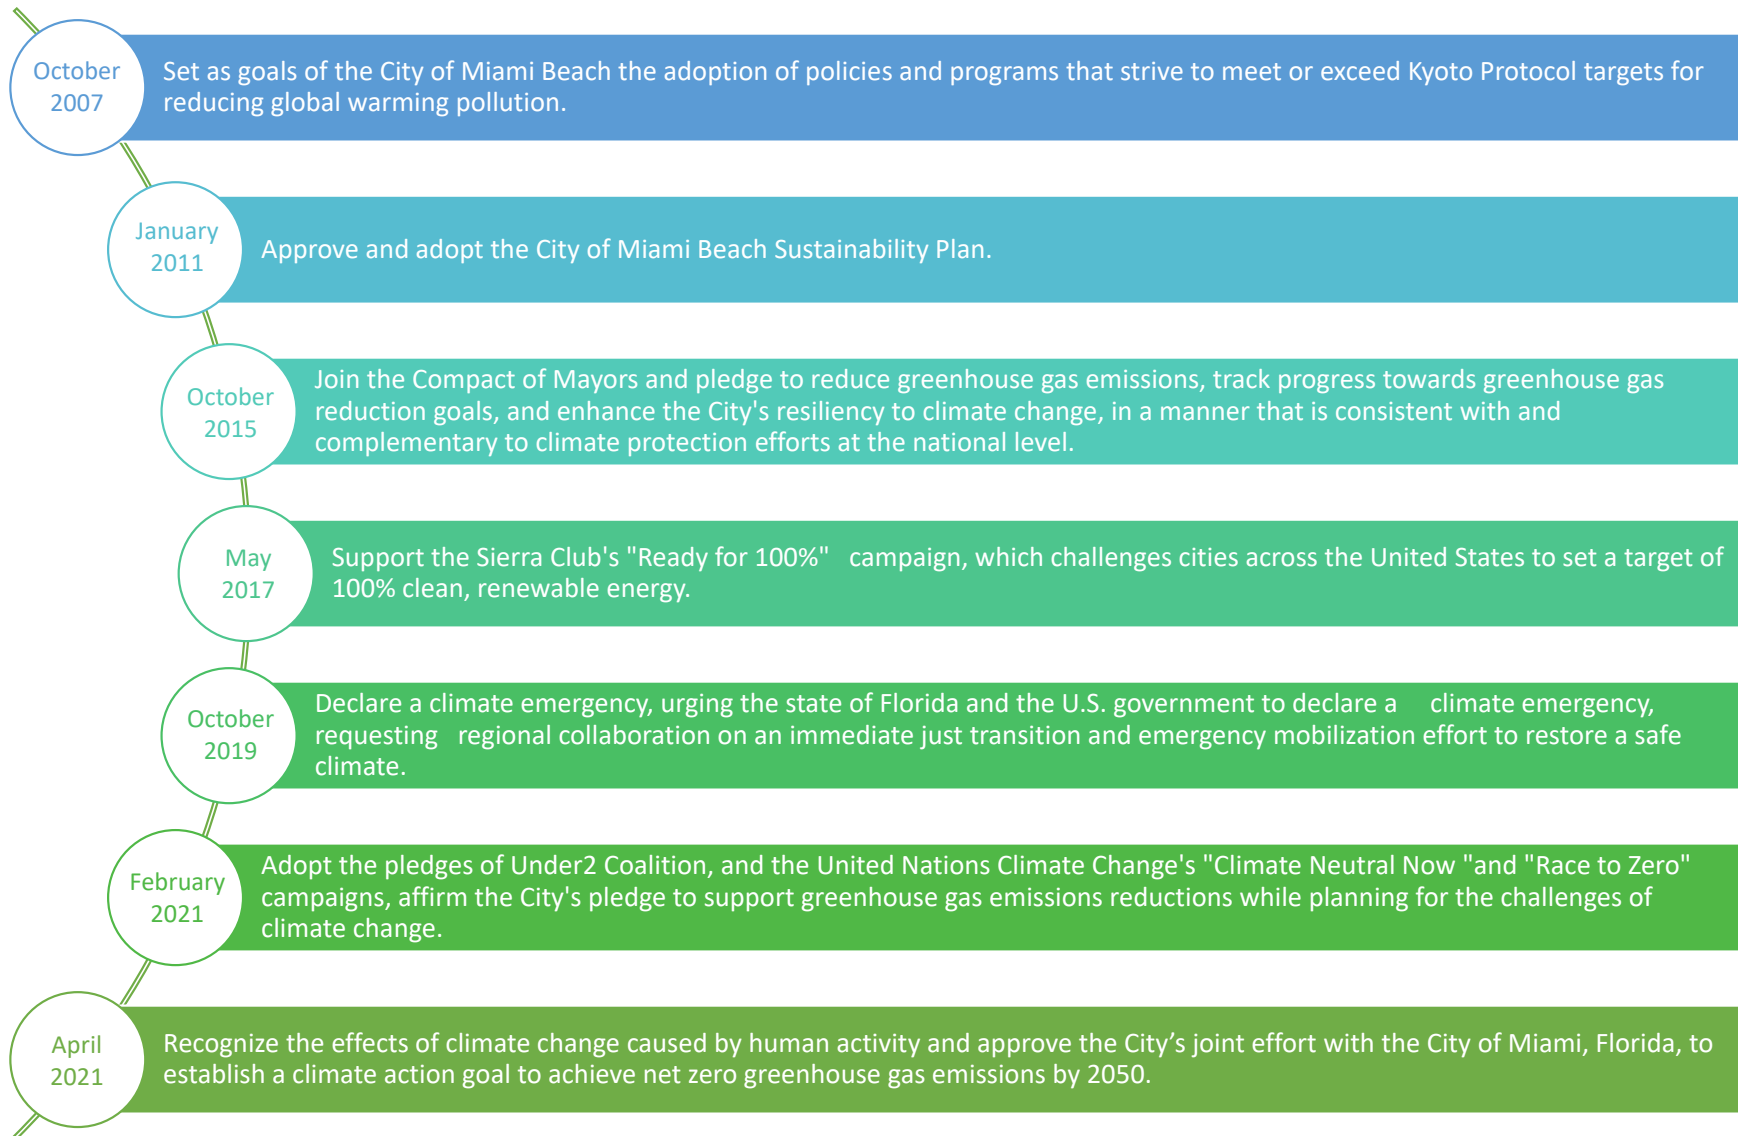 October
2007
Set as goals of the City of Miami Beach the adoption of policies and programs that strive to meet or exceed Kyoto Protocol targets for
reducing global warming pollution.
January
2011
Approve and adopt the City of Miami Beach Sustainability Plan.
October
2015
Join the Compact of Mayors and pledge to reduce greenhouse gas emissions, track progress towards greenhouse gas
reduction goals, and enhance the City's resiliency to climate change, in a manner that is consistent with and
complementary to climate protection efforts at the national level.
May
2017
Support the Sierra Club's "Ready for 100%" campaign, which challenges cities across the United States to set a target of
100% clean, renewable energy.
October
2019
Declare a climate emergency, urging the state of Florida and the U.S. government to declare a climate emergency,
requesting regional collaboration on an immediate just transition and emergency mobilization effort to restore a safe
climate.
February
2021
Adopt the pledges of Under2 Coalition, and the United Nations Climate Change's "Climate Neutral Now "and "Race to Zero"
campaigns, affirm the City's pledge to support greenhouse gas emissions reductions while planning for the challenges of
climate change.
April
2021
Recognize the effects of climate change caused by human activity and approve the City’s joint effort with the City of Miami, Florida, to
establish a climate action goal to achieve net zero greenhouse gas emissions by 2050.